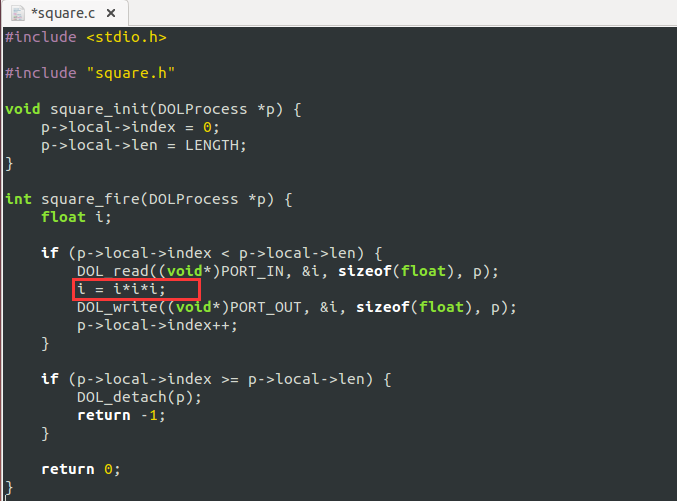 *square.c ×
#include <stdio.h>
#include "square.h"
void square_init(DOLProcess *p) {
    p->local->index = 0;
    p->local->len = LENGTH;
}
int square_fire(DOLProcess *p) {
    float i;
    if (p->local->index < p->local->len) {
        DOL_read((void*)PORT_IN, &i, sizeof(float), p);
        i = i*i*i;
        DOL_write((void*)PORT_OUT, &i, sizeof(float), p);
        p->local->index++;
    }
    if (p->local->index >= p->local->len) {
        DOL_detach(p);
        return -1;
    }
    return 0;
}